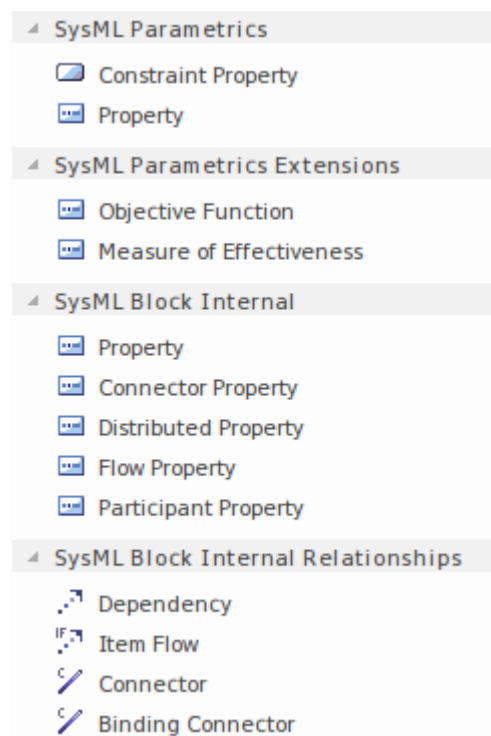 SysML Parametrics
Constraint Property
Property
SysML Parametrics Extensions
Objective Function
Measure of Effectiveness
SysML Block Internal
Property
Connector Property
Distributed Property
Flow Property
Participant Property
SysML Block Internal Relationships
Dependency
IF Item Flow
C Connector
C Binding Connector